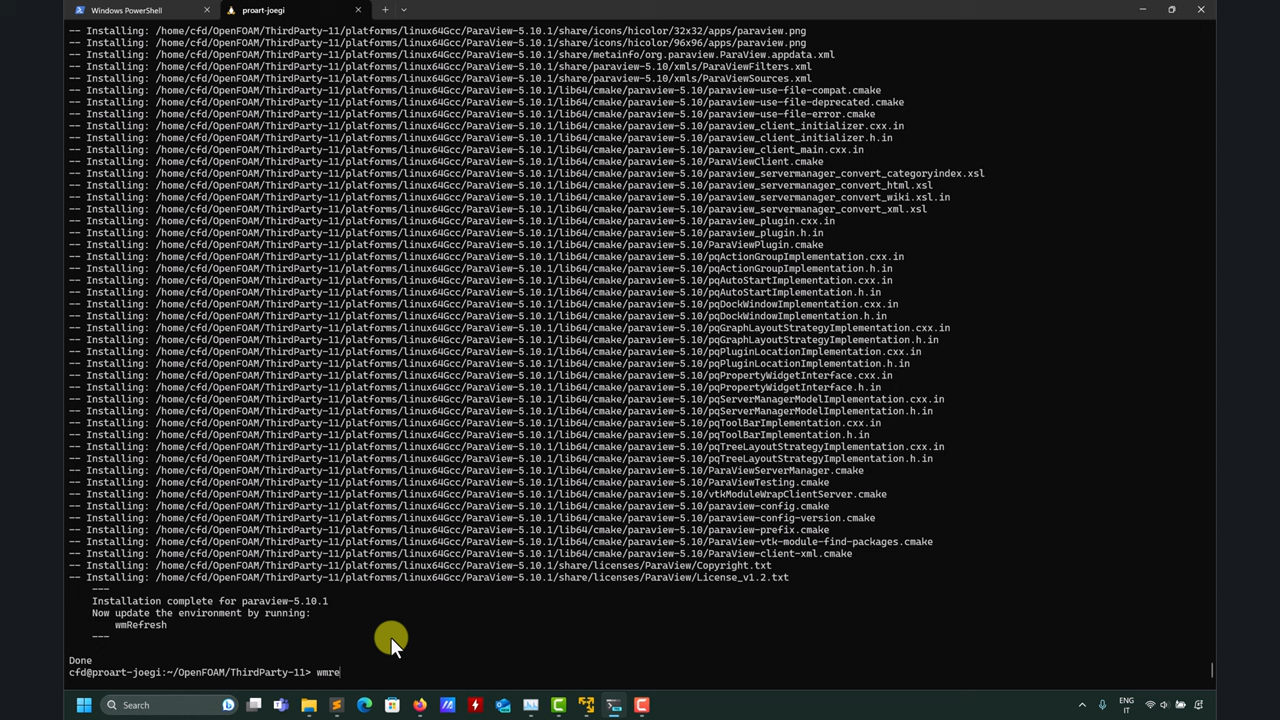 Windows PowerShell
proart-joegi
-- Installing: /home/cfd/OpenFOAM/ThirdParty-11/platforms/linux64Gcc/ParaView-5.10.1/share/icons/hicolor/32x32/apps/paraview.png
-- Installing: /home/cfd/OpenFOAM/ThirdParty-11/platforms/linux64Gcc/ParaView-5.10.1/share/icons/hicolor/96x96/apps/paraview.png
-- Installing: /home/cfd/OpenFOAM/ThirdParty-11/platforms/linux64Gcc/ParaView-5.10.1/share/metainfo/org.paraview.ParaView.appdata.xml
-- Installing: /home/cfd/OpenFOAM/ThirdParty-11/platforms/linux64Gcc/ParaView-5.10.1/share/paraview-5.10/xmls/ParaViewFilters.xml
-- Installing: /home/cfd/OpenFOAM/ThirdParty-11/platforms/linux64Gcc/ParaView-5.10.1/share/paraview-5.10/xmls/ParaViewSources.xml
-- Installing: /home/cfd/OpenFOAM/ThirdParty-11/platforms/linux64Gcc/ParaView-5.10.1/lib64/cmake/paraview-5.10/paraview-use-file-compat.cmake
-- Installing: /home/cfd/OpenFOAM/ThirdParty-11/platforms/linux64Gcc/ParaView-5.10.1/lib64/cmake/paraview-5.10/paraview-use-file-deprecated.cmake
-- Installing: /home/cfd/OpenFOAM/ThirdParty-11/platforms/linux64Gcc/ParaView-5.10.1/lib64/cmake/paraview-5.10/paraview-use-file-error.cmake
-- Installing: /home/cfd/OpenFOAM/ThirdParty-11/platforms/linux64Gcc/ParaView-5.10.1/lib64/cmake/paraview-5.10/paraview_client_initializer.cxx.in
-- Installing: /home/cfd/OpenFOAM/ThirdParty-11/platforms/linux64Gcc/ParaView-5.10.1/lib64/cmake/paraview-5.10/paraview_client_initializer.h.in
-- Installing: /home/cfd/OpenFOAM/ThirdParty-11/platforms/linux64Gcc/ParaView-5.10.1/lib64/cmake/paraview-5.10/paraview_client_main.cxx.in
-- Installing: /home/cfd/OpenFOAM/ThirdParty-11/platforms/linux64Gcc/ParaView-5.10.1/lib64/cmake/paraview-5.10/ParaViewClient.cmake
-- Installing: /home/cfd/OpenFOAM/ThirdParty-11/platforms/linux64Gcc/ParaView-5.10.1/lib64/cmake/paraview-5.10/paraview_servermanager_convert_categoryindex.xsl
-- Installing: /home/cfd/OpenFOAM/ThirdParty-11/platforms/linux64Gcc/ParaView-5.10.1/lib64/cmake/paraview-5.10/paraview_servermanager_convert_html.xsl
-- Installing: /home/cfd/OpenFOAM/ThirdParty-11/platforms/linux64Gcc/ParaView-5.10.1/lib64/cmake/paraview-5.10/paraview_servermanager_convert_wiki.xsl.in
-- Installing: /home/cfd/OpenFOAM/ThirdParty-11/platforms/linux64Gcc/ParaView-5.10.1/lib64/cmake/paraview-5.10/paraview_servermanager_convert_xml.xsl
-- Installing: /home/cfd/OpenFOAM/ThirdParty-11/platforms/linux64Gcc/ParaView-5.10.1/lib64/cmake/paraview-5.10/paraview_plugin.cxx.in
-- Installing: /home/cfd/OpenFOAM/ThirdParty-11/platforms/linux64Gcc/ParaView-5.10.1/lib64/cmake/paraview-5.10/paraview_plugin.h.in
-- Installing: /home/cfd/OpenFOAM/ThirdParty-11/platforms/linux64Gcc/ParaView-5.10.1/lib64/cmake/paraview-5.10/ParaViewPlugin.cmake
-- Installing: /home/cfd/OpenFOAM/ThirdParty-11/platforms/linux64Gcc/ParaView-5.10.1/lib64/cmake/paraview-5.10/pqActionGroupImplementation.cxx.in
-- Installing: /home/cfd/OpenFOAM/ThirdParty-11/platforms/linux64Gcc/ParaView-5.10.1/lib64/cmake/paraview-5.10/pqActionGroupImplementation.h.in
-- Installing: /home/cfd/OpenFOAM/ThirdParty-11/platforms/linux64Gcc/ParaView-5.10.1/lib64/cmake/paraview-5.10/pqAutoStartImplementation.cxx.in
-- Installing: /home/cfd/OpenFOAM/ThirdParty-11/platforms/linux64Gcc/ParaView-5.10.1/lib64/cmake/paraview-5.10/pqAutoStartImplementation.h.in
-- Installing: /home/cfd/OpenFOAM/ThirdParty-11/platforms/linux64Gcc/ParaView-5.10.1/lib64/cmake/paraview-5.10/pqDockWindowImplementation.cxx.in
-- Installing: /home/cfd/OpenFOAM/ThirdParty-11/platforms/linux64Gcc/ParaView-5.10.1/lib64/cmake/paraview-5.10/pqDockWindowImplementation.h.in
-- Installing: /home/cfd/OpenFOAM/ThirdParty-11/platforms/linux64Gcc/ParaView-5.10.1/lib64/cmake/paraview-5.10/pqGraphLayoutStrategyImplementation.cxx.in
-- Installing: /home/cfd/OpenFOAM/ThirdParty-11/platforms/linux64Gcc/ParaView-5.10.1/lib64/cmake/paraview-5.10/pqGraphLayoutStrategyImplementation.h.in
-- Installing: /home/cfd/OpenFOAM/ThirdParty-11/platforms/linux64Gcc/ParaView-5.10.1/lib64/cmake/paraview-5.10/pqPluginLocationImplementation.cxx.in
-- Installing: /home/cfd/OpenFOAM/ThirdParty-11/platforms/linux64Gcc/ParaView-5.10.1/lib64/cmake/paraview-5.10/pqPluginLocationImplementation.h.in
-- Installing: /home/cfd/OpenFOAM/ThirdParty-11/platforms/linux64Gcc/ParaView-5.10.1/lib64/cmake/paraview-5.10/pqPropertyWidgetImplementation.cxx.in
-- Installing: /home/cfd/OpenFOAM/ThirdParty-11/platforms/linux64Gcc/ParaView-5.10.1/lib64/cmake/paraview-5.10/pqPropertyWidgetInterface.h.in
-- Installing: /home/cfd/OpenFOAM/ThirdParty-11/platforms/linux64Gcc/ParaView-5.10.1/lib64/cmake/paraview-5.10/pqServerManagerModelImplementation.cxx.in
-- Installing: /home/cfd/OpenFOAM/ThirdParty-11/platforms/linux64Gcc/ParaView-5.10.1/lib64/cmake/paraview-5.10/pqServerManagerModelImplementation.h.in
-- Installing: /home/cfd/OpenFOAM/ThirdParty-11/platforms/linux64Gcc/ParaView-5.10.1/lib64/cmake/paraview-5.10/pqToolBarImplementation.cxx.in
-- Installing: /home/cfd/OpenFOAM/ThirdParty-11/platforms/linux64Gcc/ParaView-5.10.1/lib64/cmake/paraview-5.10/pqToolBarImplementation.h.in
-- Installing: /home/cfd/OpenFOAM/ThirdParty-11/platforms/linux64Gcc/ParaView-5.10.1/lib64/cmake/paraview-5.10/pqTreeLayoutStrategyImplementation.cxx.in
-- Installing: /home/cfd/OpenFOAM/ThirdParty-11/platforms/linux64Gcc/ParaView-5.10.1/lib64/cmake/paraview-5.10/pqTreeLayoutStrategyImplementation.h.in
-- Installing: /home/cfd/OpenFOAM/ThirdParty-11/platforms/linux64Gcc/ParaView-5.10.1/lib64/cmake/paraview-5.10/ParaViewServerManager.cmake
-- Installing: /home/cfd/OpenFOAM/ThirdParty-11/platforms/linux64Gcc/ParaView-5.10.1/lib64/cmake/paraview-5.10/ParaViewTesting.cmake
-- Installing: /home/cfd/OpenFOAM/ThirdParty-11/platforms/linux64Gcc/ParaView-5.10.1/lib64/cmake/paraview-5.10/vtkModuleWrapClientServer.cmake
-- Installing: /home/cfd/OpenFOAM/ThirdParty-11/platforms/linux64Gcc/ParaView-5.10.1/lib64/cmake/paraview-5.10/paraview-config.cmake
-- Installing: /home/cfd/OpenFOAM/ThirdParty-11/platforms/linux64Gcc/ParaView-5.10.1/lib64/cmake/paraview-5.10/paraview-config-version.cmake
-- Installing: /home/cfd/OpenFOAM/ThirdParty-11/platforms/linux64Gcc/ParaView-5.10.1/lib64/cmake/paraview-5.10/paraview-prefix.cmake
-- Installing: /home/cfd/OpenFOAM/ThirdParty-11/platforms/linux64Gcc/ParaView-5.10.1/lib64/cmake/paraview-5.10/ParaView-vtk-module-find-packages.cmake
-- Installing: /home/cfd/OpenFOAM/ThirdParty-11/platforms/linux64Gcc/ParaView-5.10.1/lib64/cmake/paraview-5.10/ParaView-client-xml.cmake
-- Installing: /home/cfd/OpenFOAM/ThirdParty-11/platforms/linux64Gcc/ParaView-5.10.1/share/licenses/ParaView/Copyright.txt
-- Installing: /home/cfd/OpenFOAM/ThirdParty-11/platforms/linux64Gcc/ParaView-5.10.1/share/licenses/ParaView/License_v1.2.txt
---
Installation complete for paraview-5.10.1
Now update the environment by running:
wmRefresh
---
Done
cfd@proart-joegi:~/OpenFOAM/ThirdParty-11> wmre
Search
ENG
IT